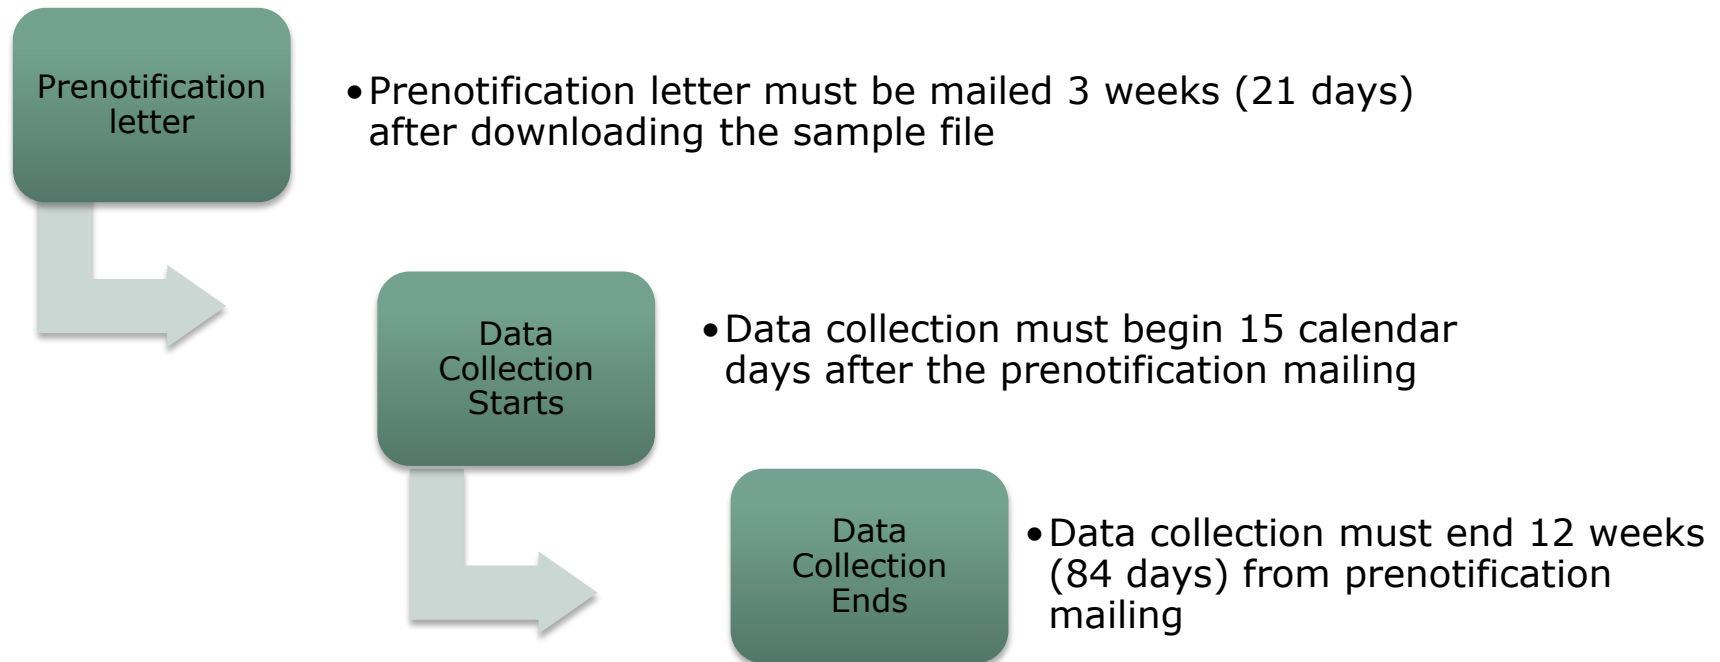 Prenotification
letter
•Prenotification letter must be mailed 3 weeks (21 days)
after downloading the sample file
Data
Collection
Starts
•Data collection must begin 15 calendar
days after the prenotification mailing
Data
Collection
Ends
•Data collection must end 12 weeks
(84 days) from prenotification
mailing